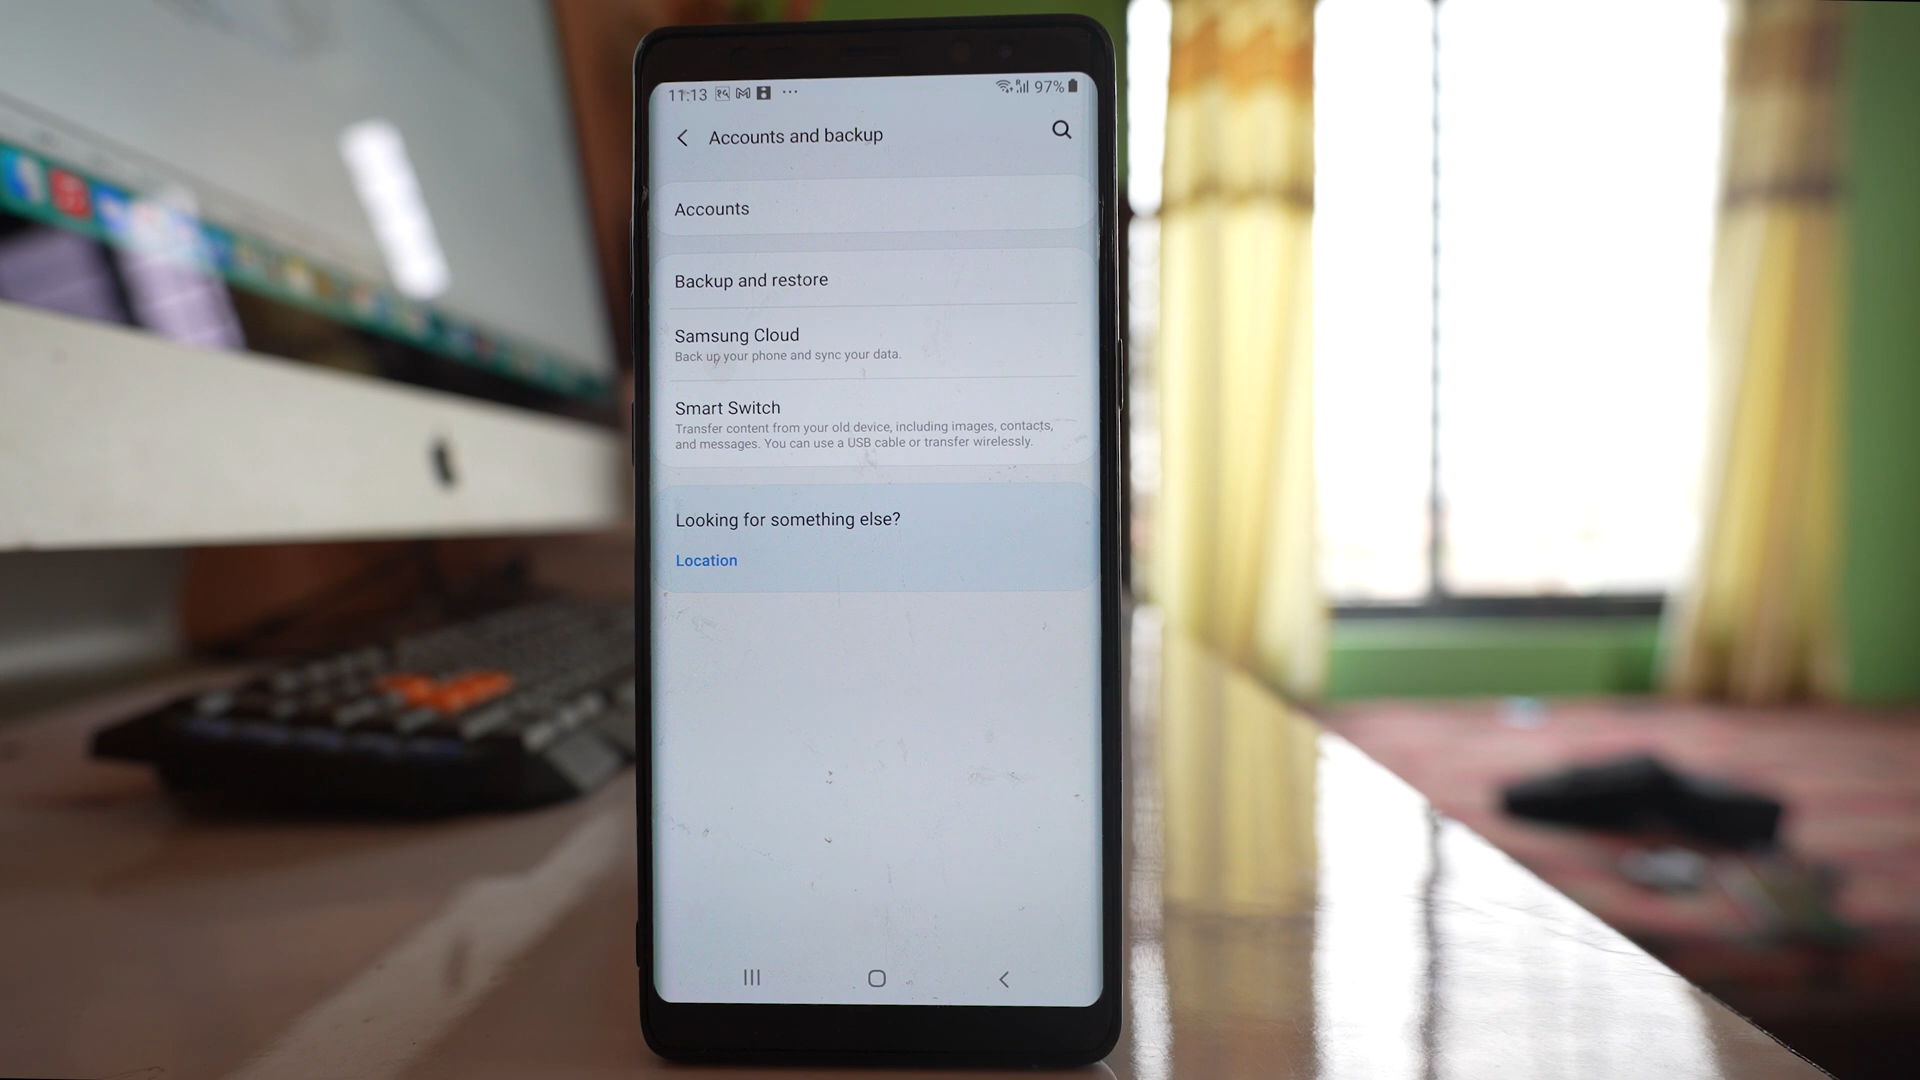 11:13 २५ ... 97%
Accounts and backup
Accounts
Backup and restore
Samsung Cloud
Back up your phone and sync your data.
Smart Switch
Transfer content from your old device, including images, contacts,
and messages. You can use a USB cable or transfer wirelessly.
Looking for something else?
Location